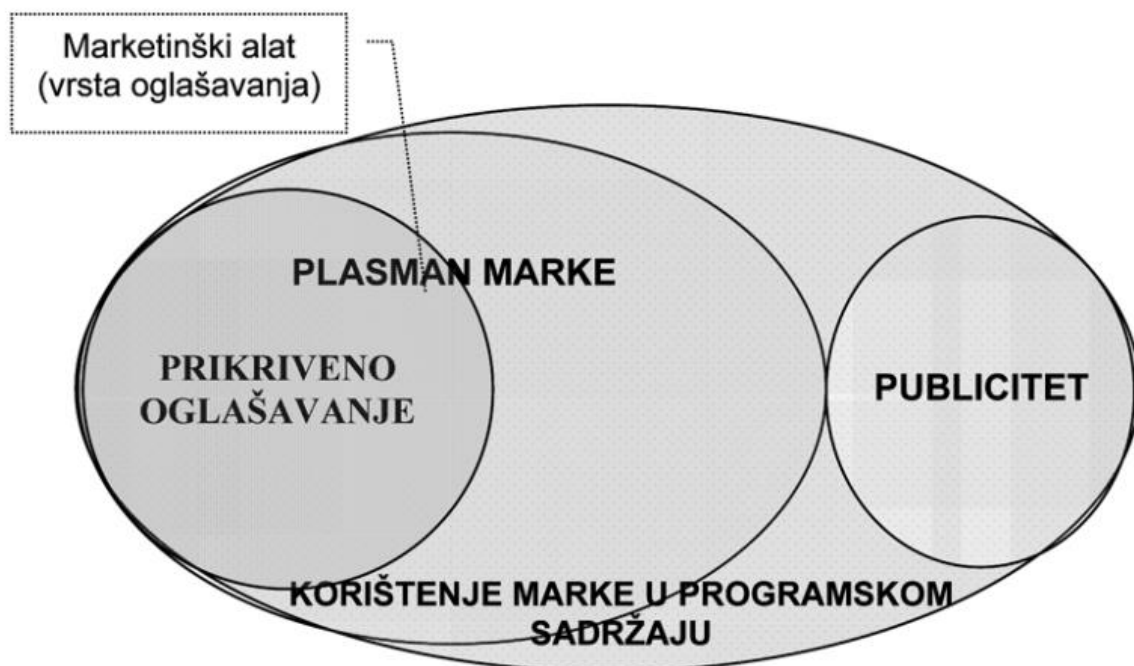 Marketinški alat
(vrsta oglašavanja)
PLASMAN MARKE
PRIKRIVENO
OGLAŠAVANJE
PUBLICITET
KORIŠTENJE MARKE U PROGRAMSKOM
SADRŽAJU